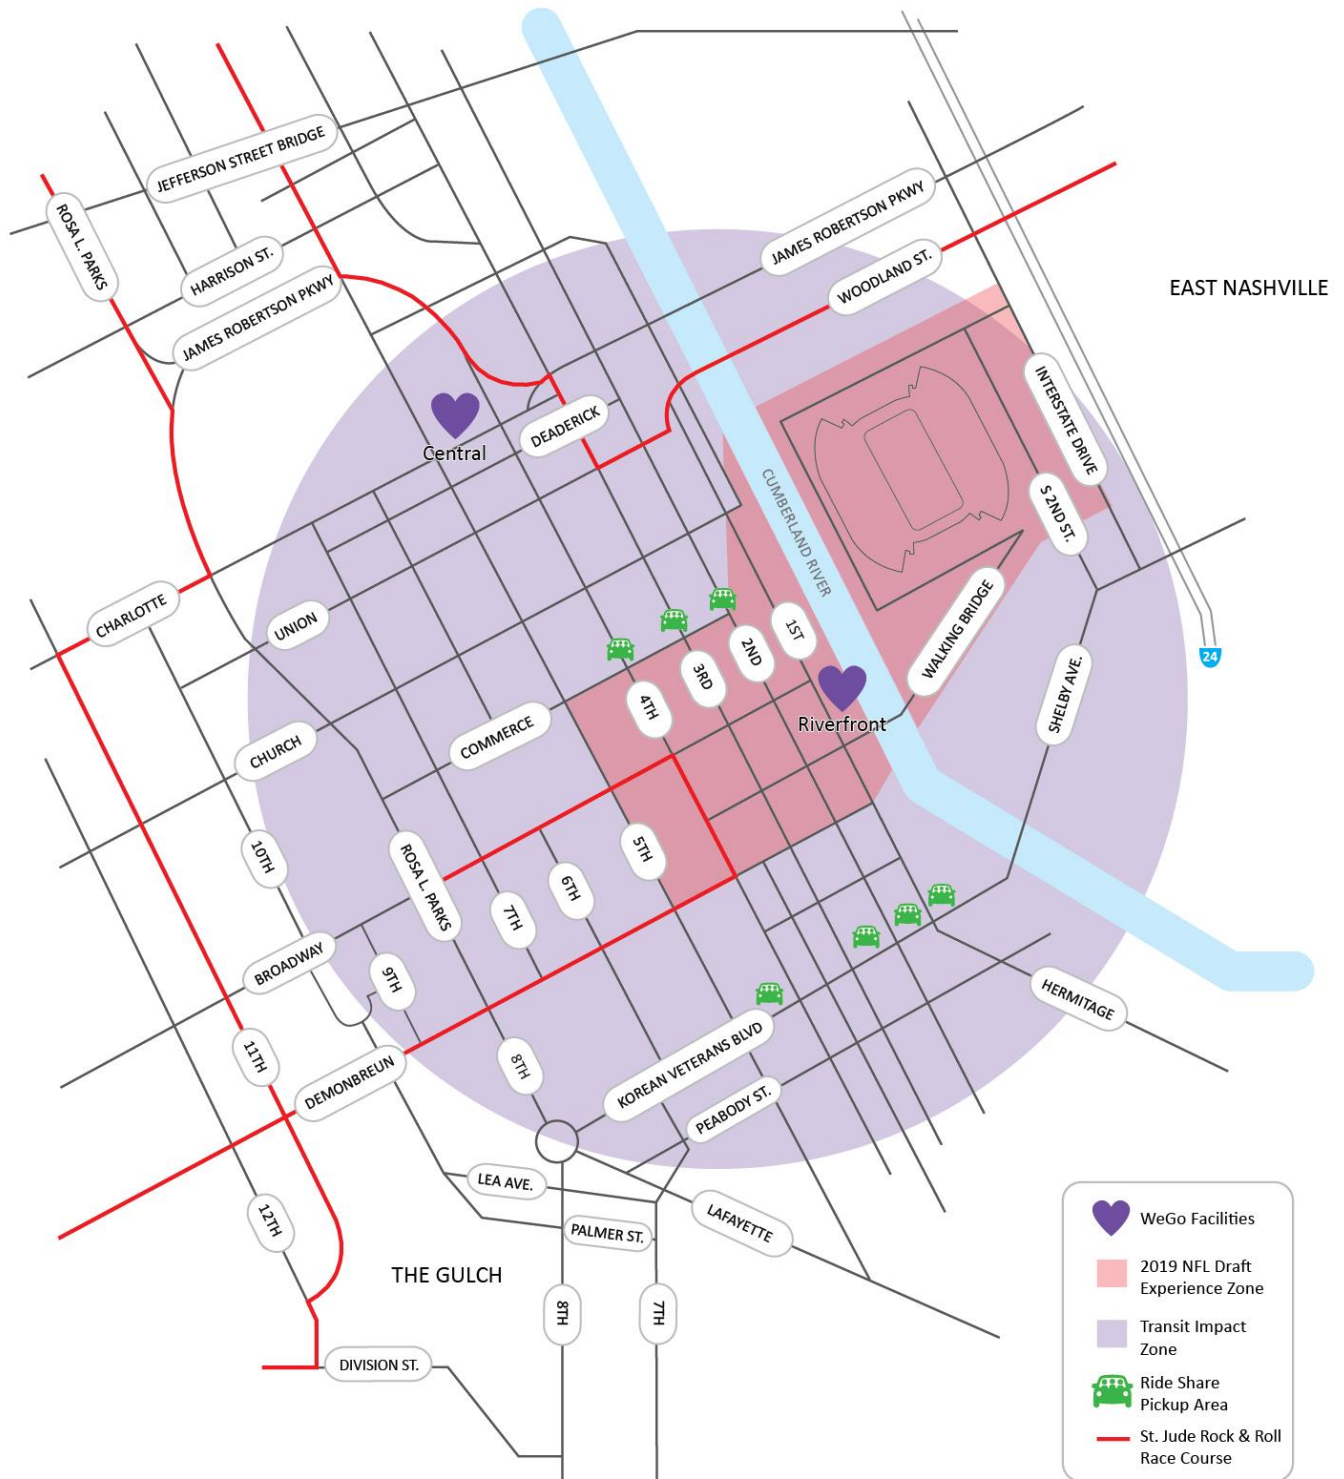 JEFFERSON STREET BRIDGE
ROSA L. PARKS
HARRISON ST.
JAMES ROBERTSON PKWY
JAMES ROBERTSON PKWY
WOODLAND ST.
EAST NASHVILLE
Central
DEADERICK
INTERSTATE DRIVE
S 2ND ST.
CUMBERLAND RIVER
CHARLOTTE
UNION
1ST
2ND
3RD
4TH
WALKING BRIDGE
24
SHELBY AVE.
Riverfront
CHURCH
COMMERCE
10TH
ROSA L. PARKS
7TH
6TH
5TH
BROADWAY
9TH
HERMITAGE
11TH
DEMONBREUN
8TH
KOREAN VETERANS BLVD
PEABODY ST.
LEA AVE.
PALMER ST.
LAFAYETTE
12TH
THE GULCH
8TH
7TH
DIVISION ST.
WeGo Facilities
2019 NFL Draft
Experience Zone
Transit Impact
Zone
Ride Share
Pickup Area
St. Jude Rock & Roll
Race Course